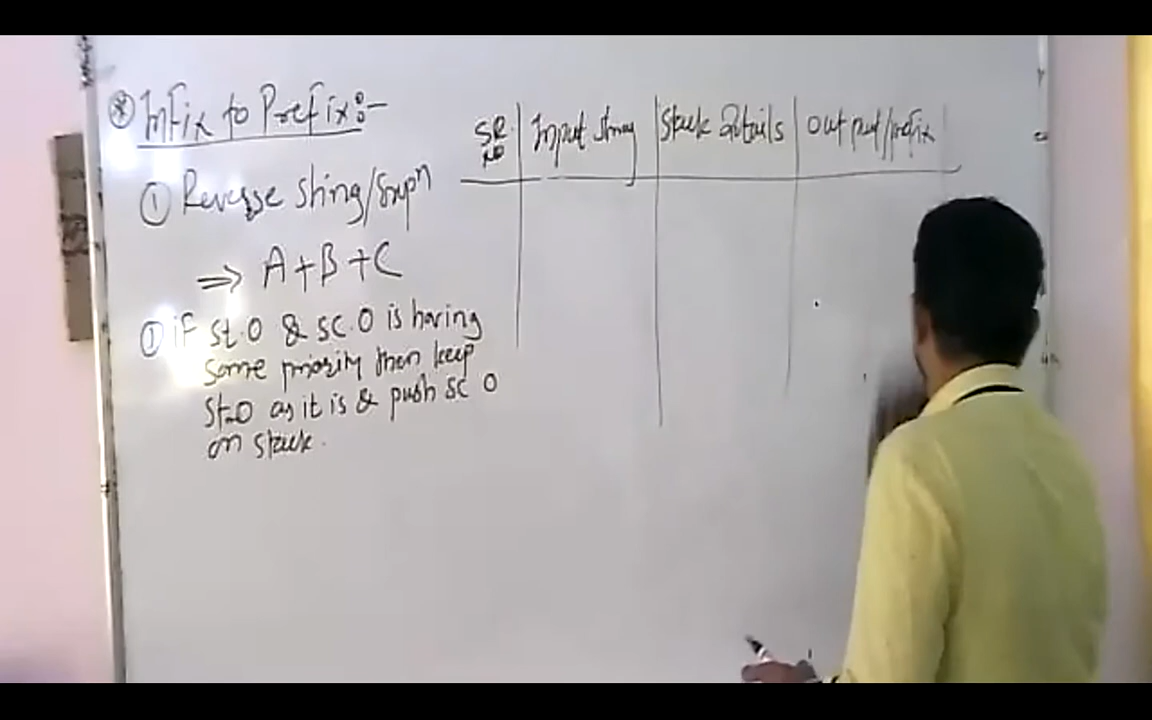 * Infix to Prefix:-
① Reverse String/Expn
⇒ A+B+C
① if St.O & SC.O is having
same priority then keep
St.O as it is & push SC O
on stack.
SR NO | Input string | Stack Details | Output/prefix